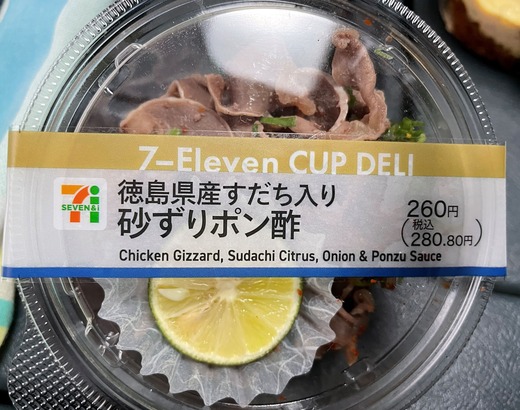 7-Eleven CUP DELI
SEVEN&i
徳島県産すだち入り
砂ずりポン酢
260円
(税込
280.80円)
Chicken Gizzard, Sudachi Citrus, Onion & Ponzu Sauce